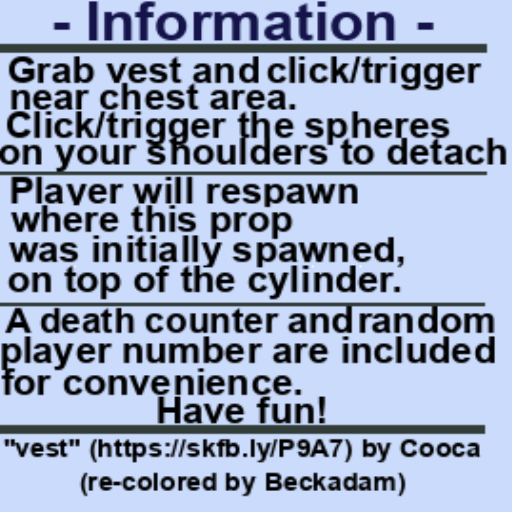 - Information -
Grab vest and click/trigger
near chest area.
Click/trigger the spheres
on your shoulders to detach
Player will respawn
where this prop
was initially spawned,
on top of the cylinder.
A death counter and random
player number are included
for convenience.
Have fun!
"vest" (https://skfb.ly/P9A7) by Cooca
(re-colored by Beckadam)